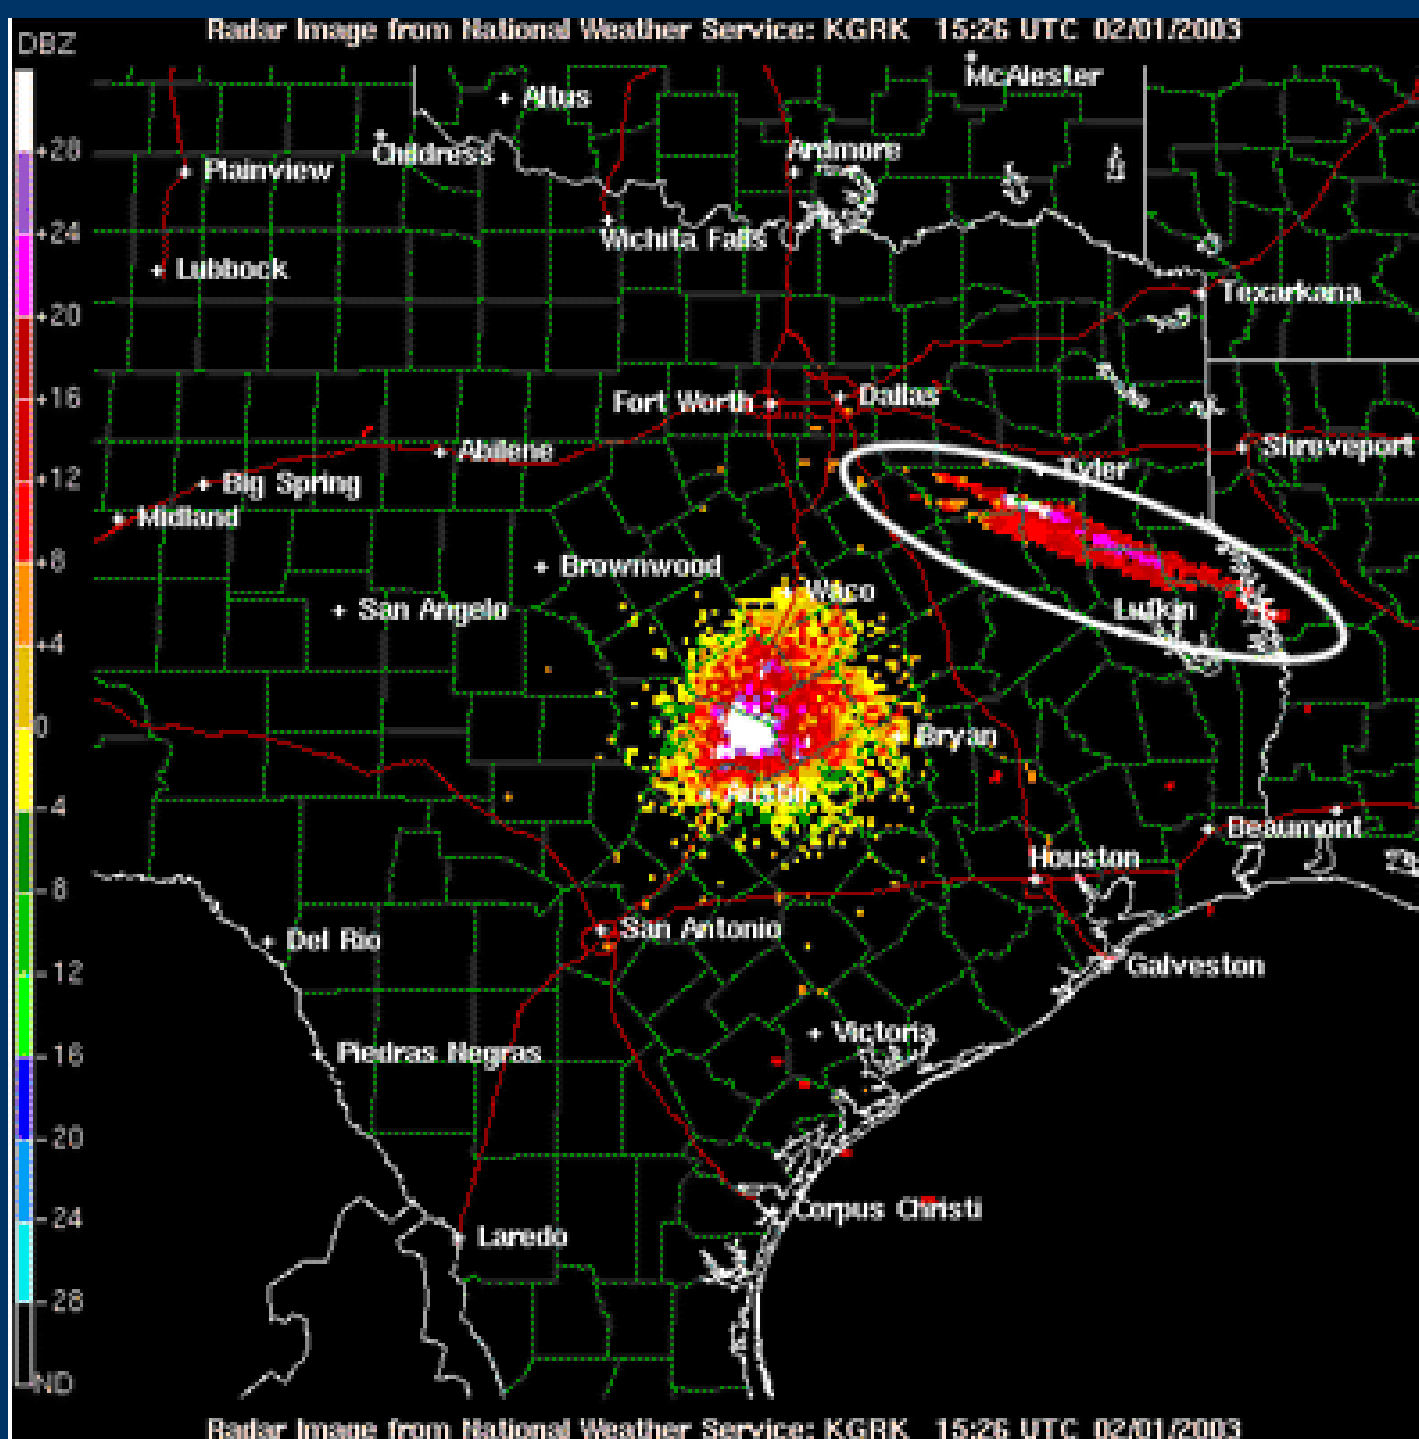 Radar Image from National Weather Service: KGRK 15:26 UTC 02/01/2003
DBZ
McAlester
Altus
+28
Childress
Ardmore
Plainview
+24
Wichita Falls
Lubbock
Texarkana
+20
Dallas
+16
Fort Worth
Shreveport
Abilene
Tyler
+12
Big Spring
Midland
+8
Brownwood
Waco
San Angelo
Lufkin
+4
0
Bryan
Austin
-4
Beaumont
Houston
-8
San Antonio
Del Rio
Galveston
-12
Victoria
-16
Piedras Negras
-20
Corpus Christi
-24
Laredo
-28
ND
Radar Image from National Weather Service: KGRK 15:26 UTC 02/01/2003